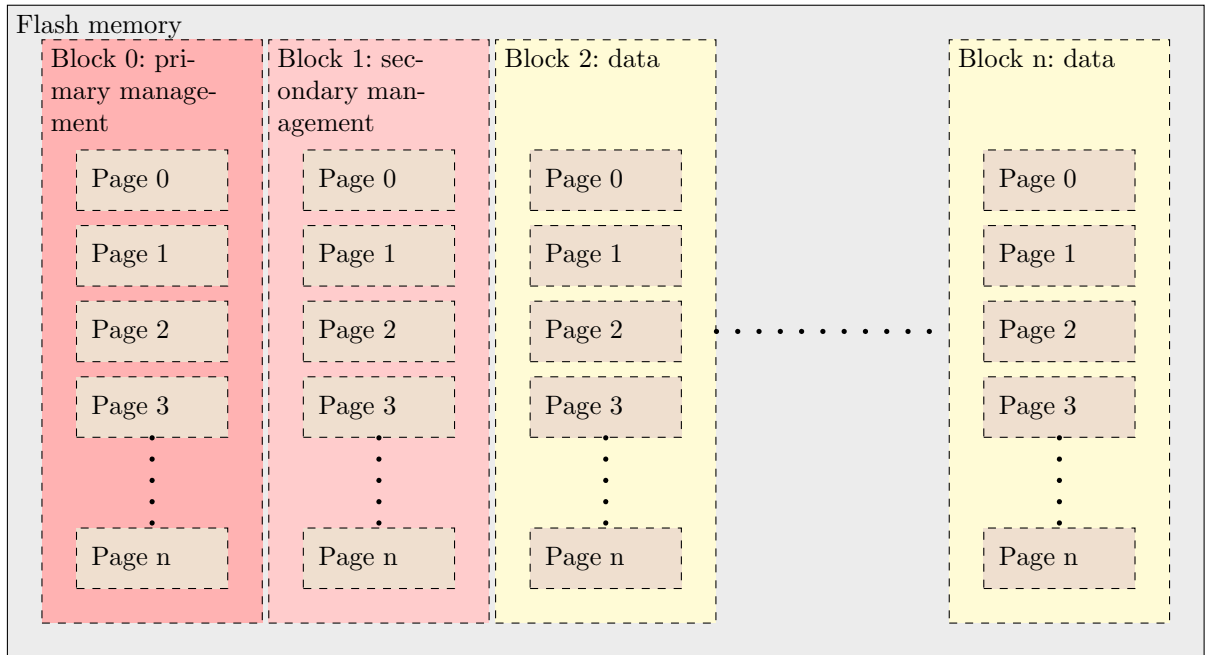 Flash memory
Block 0: pri-
mary manage-
ment
Page 0
Page 1
Page 2
Page 3
Page n
Block 1: sec-
ondary man-
agement
Page 0
Page 1
Page 2
Page 3
Page n
Block 2: data
Page 0
Page 1
Page 2
Page 3
Page n
Block n: data
Page 0
Page 1
Page 2
Page 3
Page n